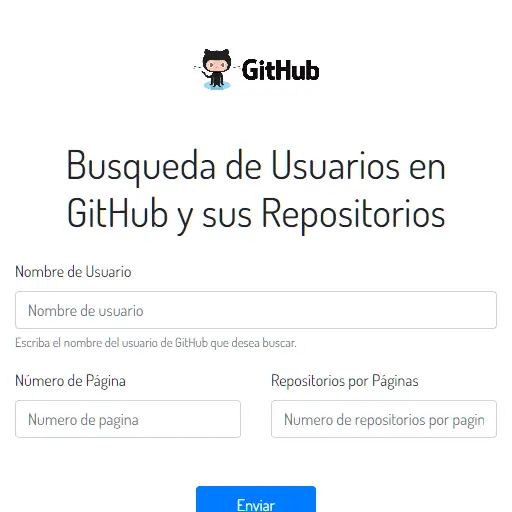 GitHub
Busqueda de Usuarios en
GitHub y sus Repositorios
Nombre de Usuario
Nombre de usuario
Escriba el nombre del usuario de GitHub que desea buscar.
Número de Página
Repositorios por Páginas
Numero de pagina
Numero de repositorios por pagin
Enviar